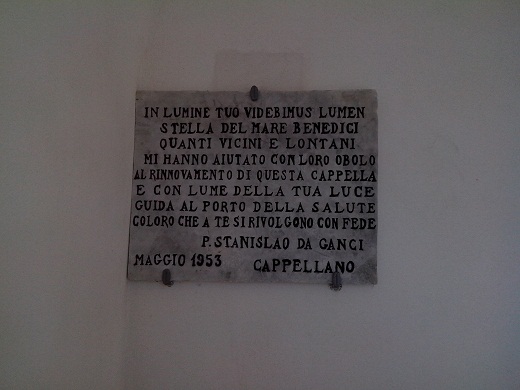 IN LUMINE TUO VIDEBIMUS LUMEN
STELLA DEL MARE BENEDICI
QUANTI VICINI E LONTANI
MI HANNO AIUTATO CON LORO OBOLO
AL RINNOVAMENTO DI QUESTA CAPPELLA
E CON LUME DELLA TUA LUCE
GUIDA AL PORTO DELLA SALUTE
COLORO CHE A TE SI RIVOLGONO CON FEDE
P. STANISLAO DA GANCI
MAGGIO 1953 CAPPELLANO